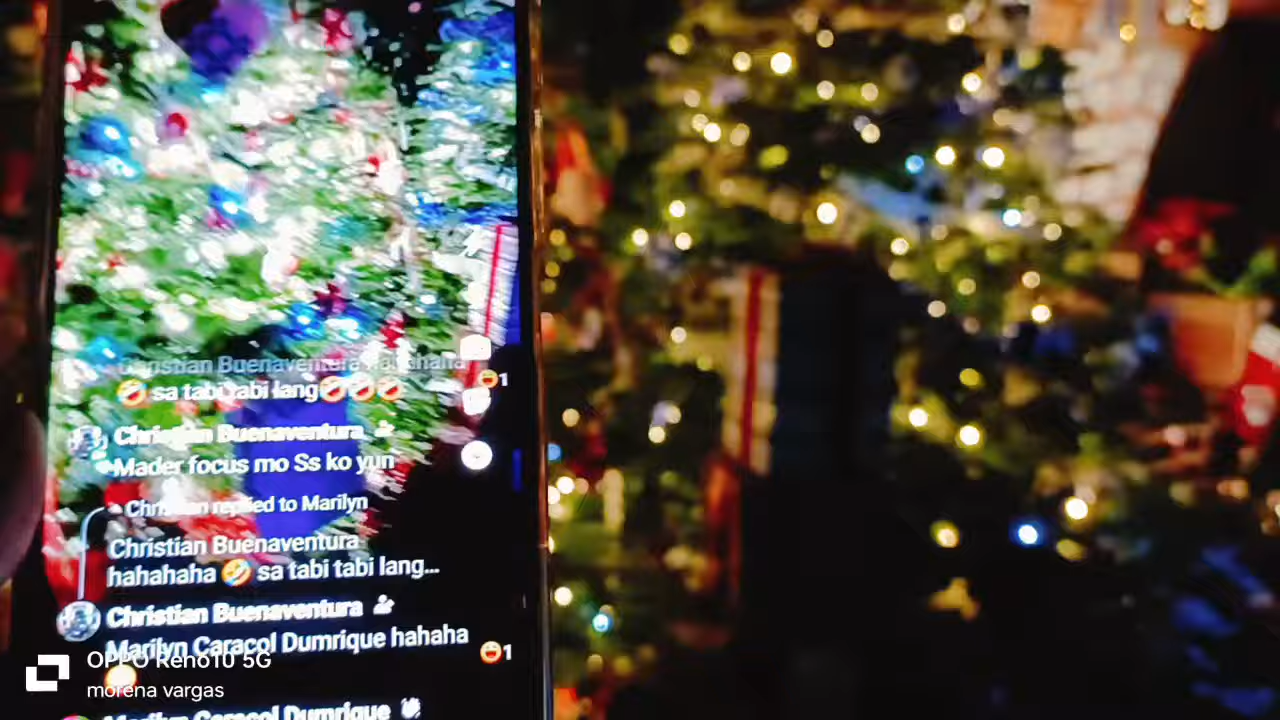 Christian Buenaventura hahahaha
🤣 sa tabi tabi lang🤣🤣🤣
1
Christian Buenaventura
Mader focus mo Ss ko yun
Christian replied to Marilyn
Christian Buenaventura
hahahaha 🤣 sa tabi tabi lang...
Christian Buenaventura
Marilyn Caracol Dumrique hahaha
1
OPPO Reno10 5G
morena vargas
Marilyn Caracol Dumrique